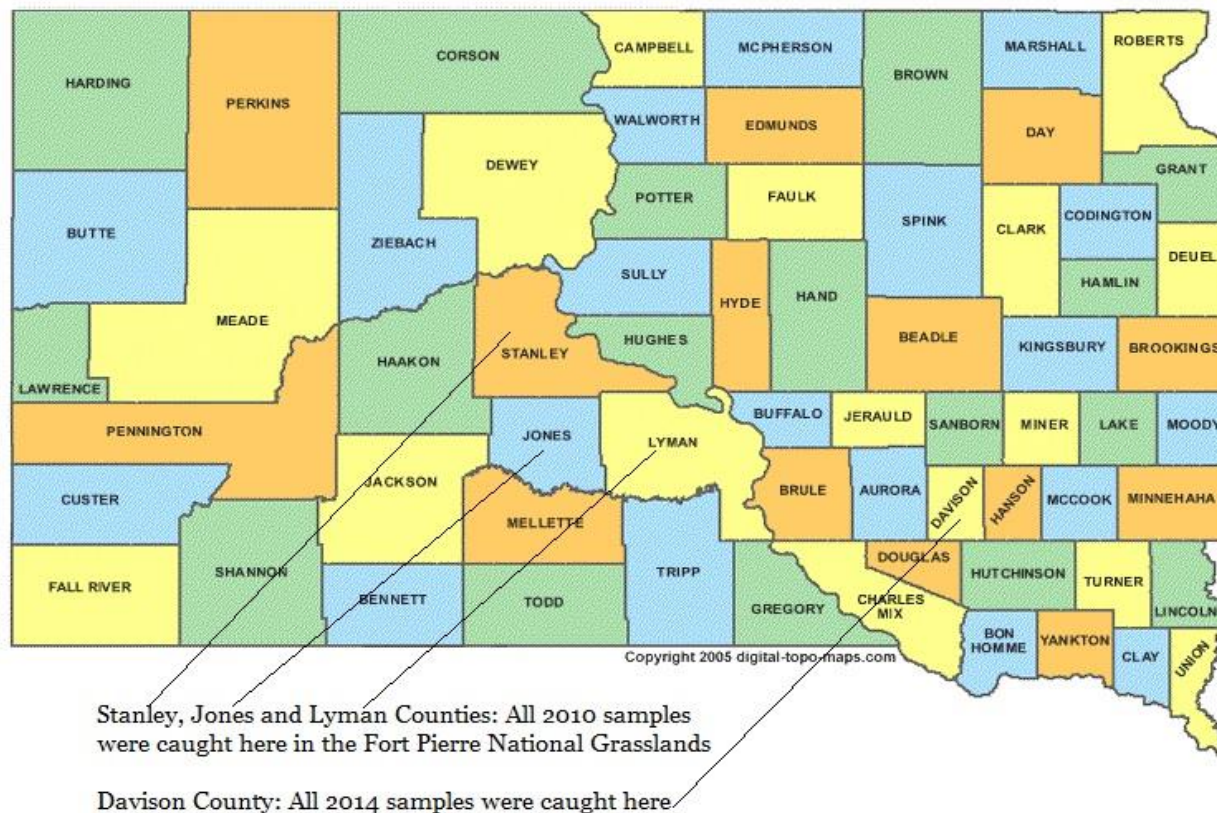 CAMPBELL
MCPHERSON
MARSHALL
ROBERTS
HARDING
PERKINS
CORSON
BROWN
WALWORTH
EDMUNDS
DAY
DEWEY
GRANT
POTTER
FAULK
SPINK
CODINGTON
BUTTE
ZIEBACH
CLARK
DEUEL
SULLY
HAMLIN
MEADE
HYDE
HAND
HAAKON
STANLEY
HUGHES
BEADLE
KINGSBURY
BROOKINGS
LAWRENCE
PENNINGTON
JONES
LYMAN
BUFFALO
JERAULD
SANBORN
MINER
LAKE
MOODY
CUSTER
JACKSON
MELLETTE
BRULE
AURORA
DAVISON
HANSON
MCCOOK
MINNEHAHA
FALL RIVER
SHANNON
BENNETT
TODD
TRIPP
GREGORY
DOUGLAS
CHARLES
MIX
HUTCHINSON
TURNER
LINCOLN
BON
HOMME
YANKTON
CLAY
UNION
Copyright 2005 digital-topo-maps.com
Stanley, Jones and Lyman Counties: All 2010 samples
were caught here in the Fort Pierre National Grasslands
Davison County: All 2014 samples were caught here